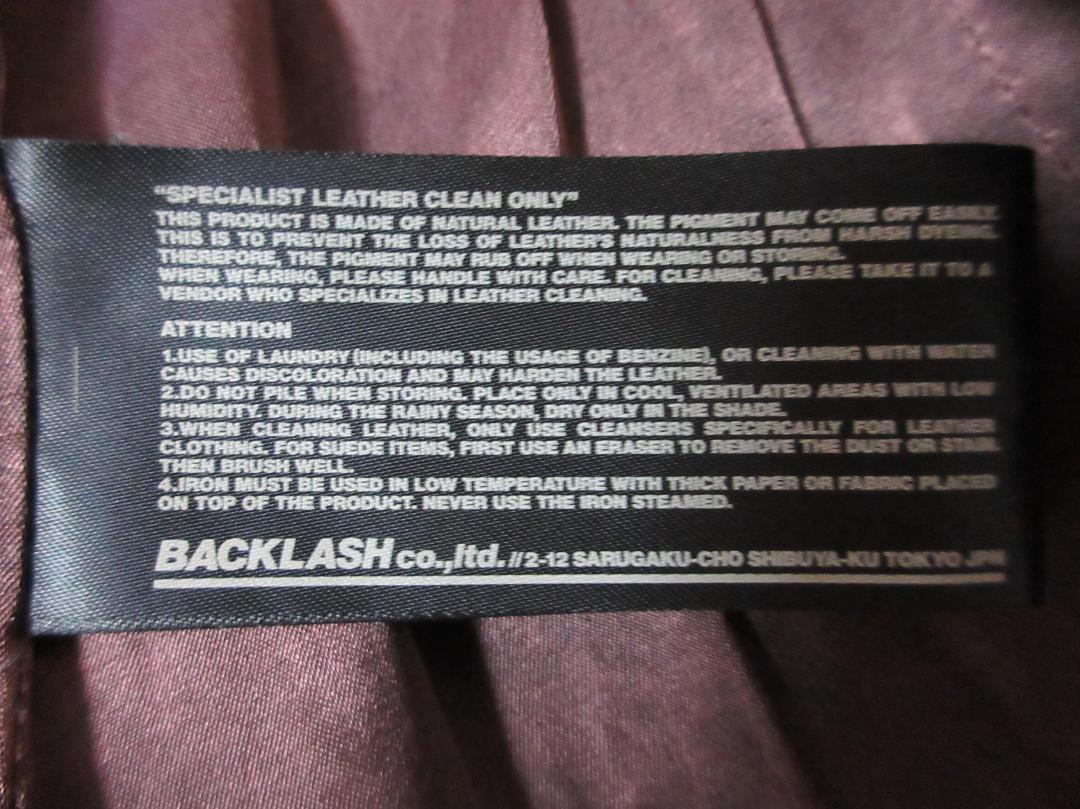 “SPECIALIST LEATHER CLEAN ONLY”
THIS PRODUCT IS MADE OF NATURAL LEATHER. THE PIGMENT MAY COME OFF EASILY.
THIS IS TO PREVENT THE LOSS OF LEATHER'S NATURALNESS FROM HARSH DYEING.
THEREFORE, THE PIGMENT MAY RUB OFF WHEN WEARING OR STORING.
WHEN WEARING, PLEASE HANDLE WITH CARE. FOR CLEANING, PLEASE TAKE IT TO A
VENDOR WHO SPECIALIZES IN LEATHER CLEANING.
ATTENTION
1.USE OF LAUNDRY (INCLUDING THE USAGE OF BENZINE), OR CLEANING WITH WATER
CAUSES DISCOLORATION AND MAY HARDEN THE LEATHER.
2.DO NOT PILE WHEN STORING. PLACE ONLY IN COOL, VENTILATED AREAS WITH LOW
HUMIDITY. DURING THE RAINY SEASON, DRY ONLY IN THE SHADE.
3.WHEN CLEANING LEATHER, ONLY USE CLEANSERS SPECIFICALLY FOR LEATHER
CLOTHING. FOR SUEDE ITEMS, FIRST USE AN ERASER TO REMOVE THE DUST OR STAIN.
THEN BRUSH WELL.
4.IRON MUST BE USED IN LOW TEMPERATURE WITH THICK PAPER OR FABRIC PLACED
ON TOP OF THE PRODUCT. NEVER USE THE IRON STEAMED.
BACKLASH co.,ltd. //2-12 SARUGAKU-CHO SHIBUYA-KU TOKYO JPN